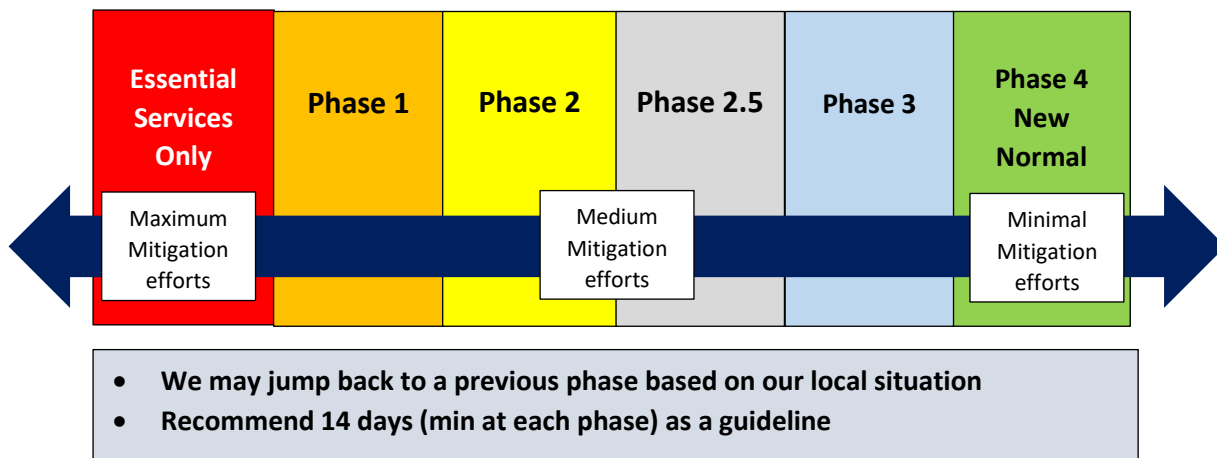 Essential
Services
Only
Phase 1
Phase 2
Phase 2.5
Phase 3
Phase 4
New
Normal
Maximum
Mitigation
efforts
Medium
Mitigation
efforts
Minimal
Mitigation
efforts
• We may jump back to a previous phase based on our local situation
• Recommend 14 days (min at each phase) as a guideline